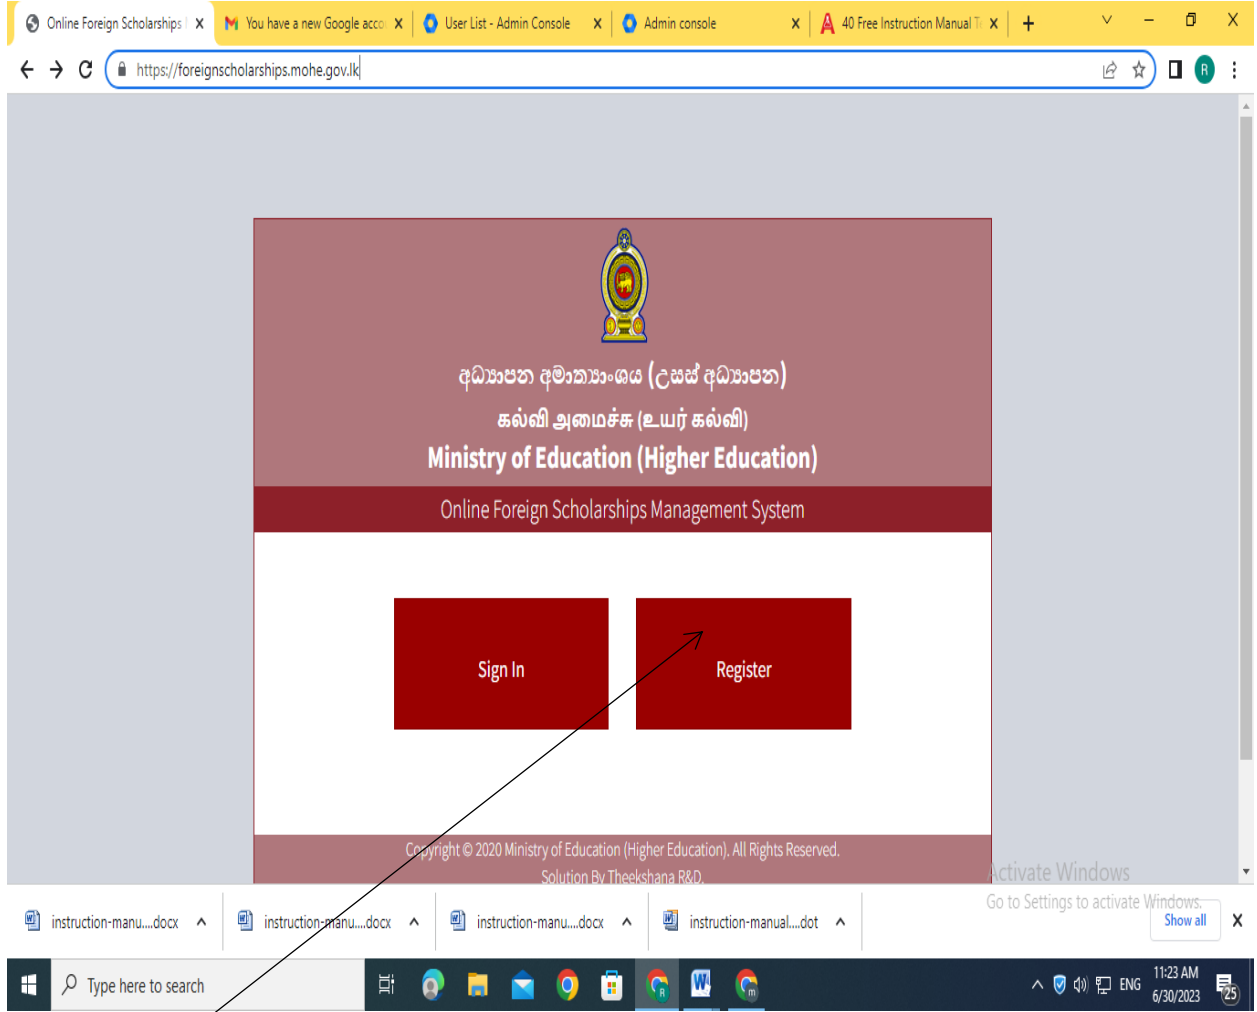 Online Foreign Scholarships
You have a new Google acco
User List - Admin Console
Admin console
40 Free Instruction Manual T
https://foreignscholarships.mohe.gov.lk
R
අධ්‍යාපන අමාත්‍යාංශය (උසස් අධ්‍යාපන)
கல்வி அமைச்சு (உயர் கல்வி)
Ministry of Education (Higher Education)
Online Foreign Scholarships Management System
Sign In
Register
Copyright © 2020 Ministry of Education (Higher Education). All Rights Reserved.
Solution By Theekshana R&D.
Activate Windows
Go to Settings to activate Windows.
instruction-manu....docx
instruction-manu....docx
instruction-manu....docx
instruction-manual....dot
Show all
Type here to search
ENG
11:23 AM
6/30/2023
25